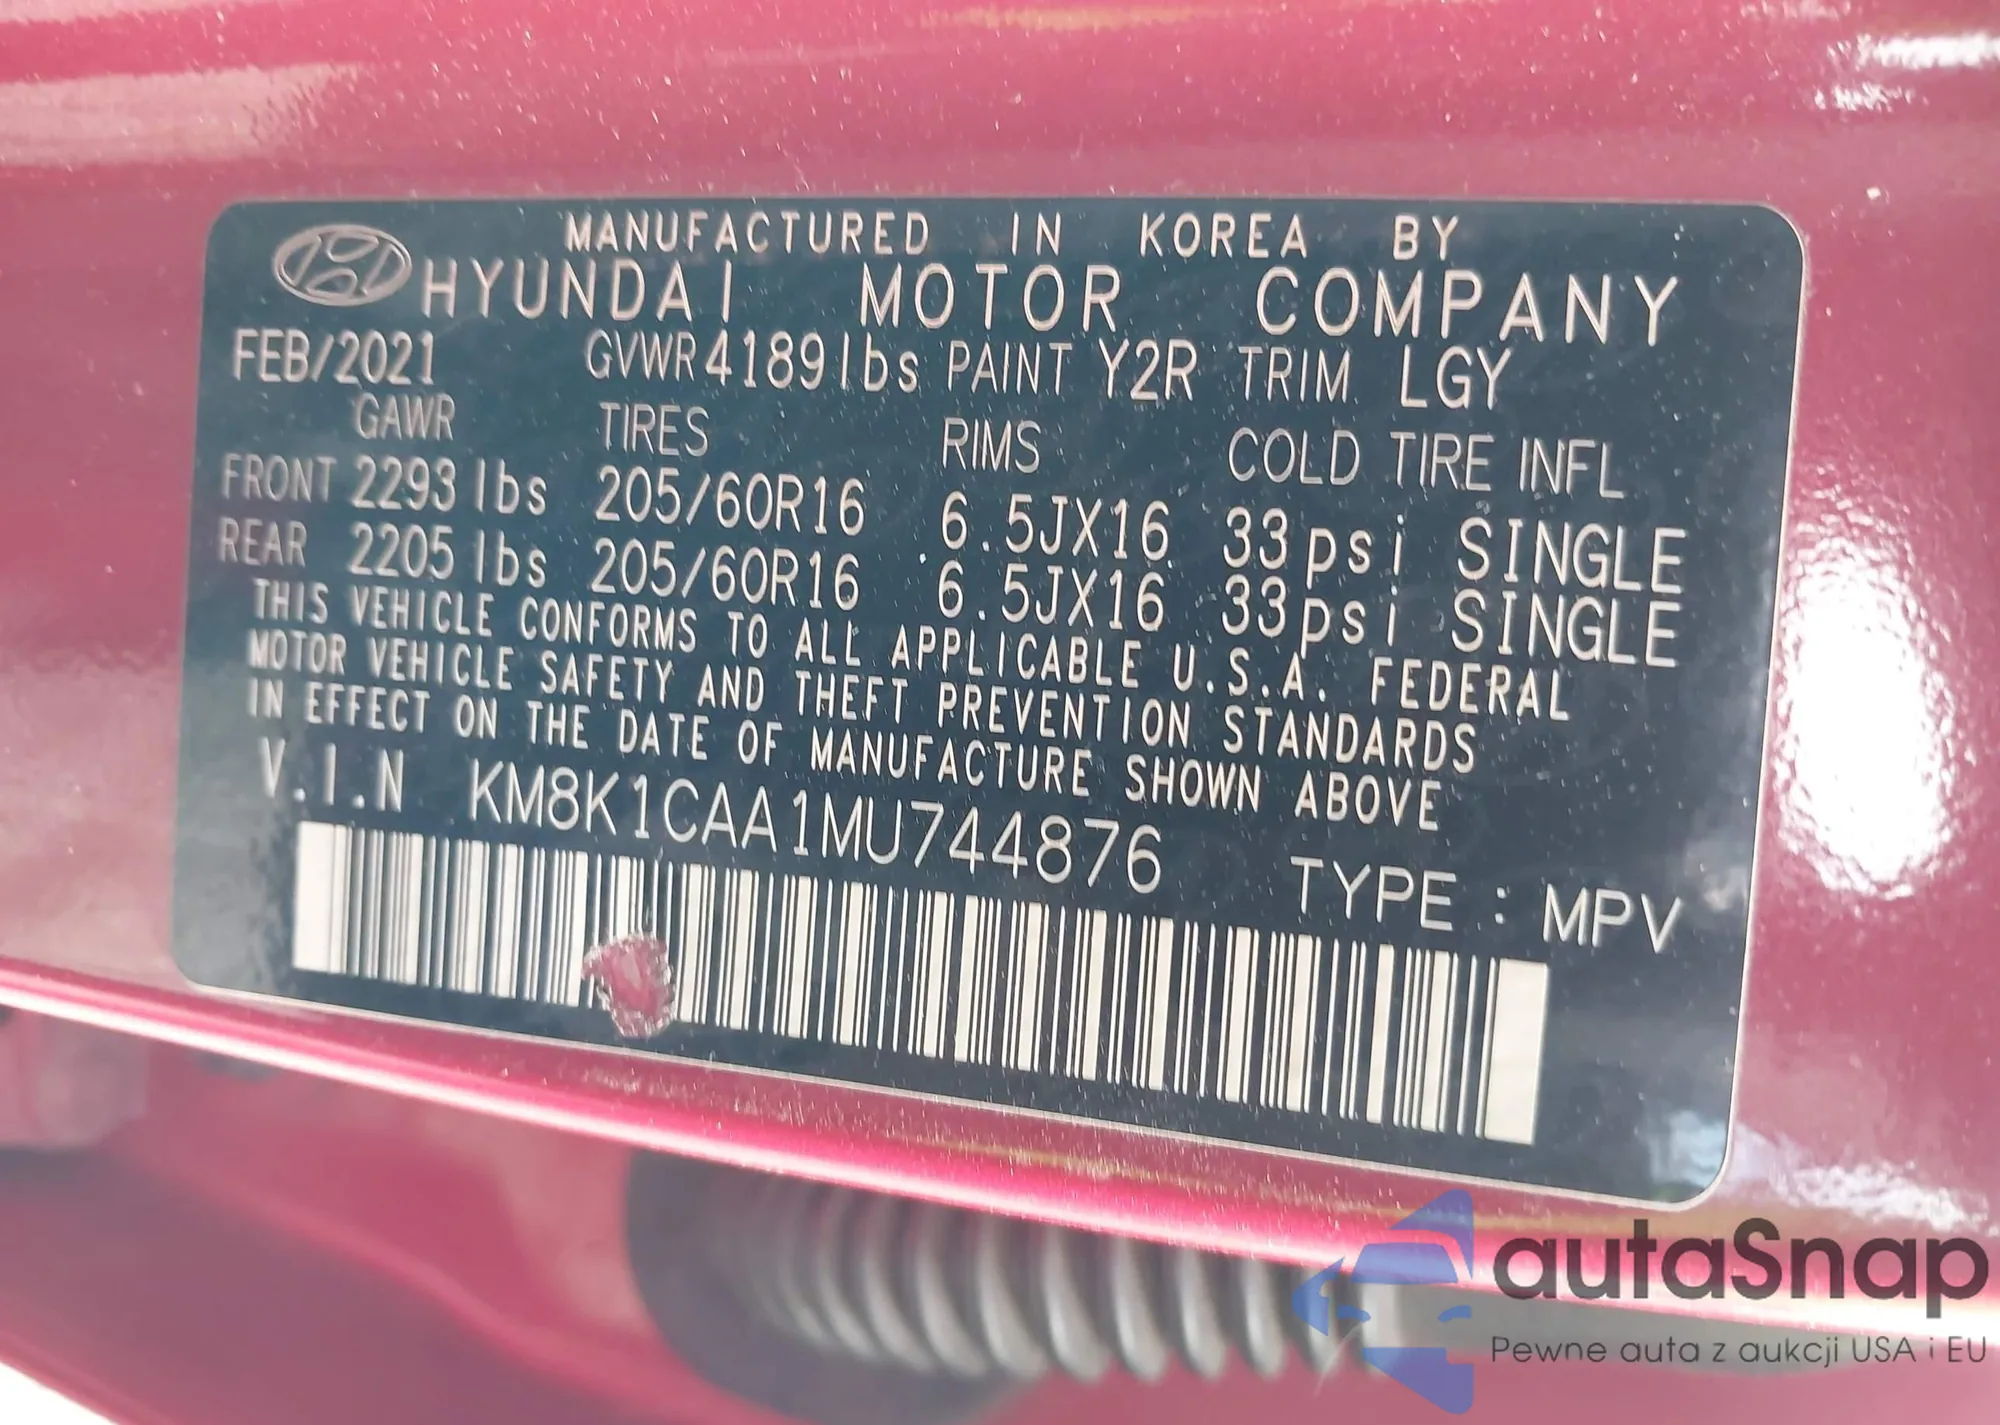 MANUFACTURED IN KOREA BY
HYUNDAI MOTOR COMPANY
FEB/2021 GVWR 4189 lbs PAINT Y2R TRIM LGY
GAWR TIRES RIMS COLD TIRE INFL
FRONT 2293 lbs 205/60R16 6.5JX16 33psi SINGLE
REAR 2205 lbs 205/60R16 6.5JX16 33psi SINGLE
THIS VEHICLE CONFORMS TO ALL APPLICABLE U.S.A. FEDERAL
MOTOR VEHICLE SAFETY AND THEFT PREVENTION STANDARDS
IN EFFECT ON THE DATE OF MANUFACTURE SHOWN ABOVE
V.I.N KM8K1CAA1MU744876
TYPE : MPV
autaSnap
Pewne auta z aukcji USA i EU